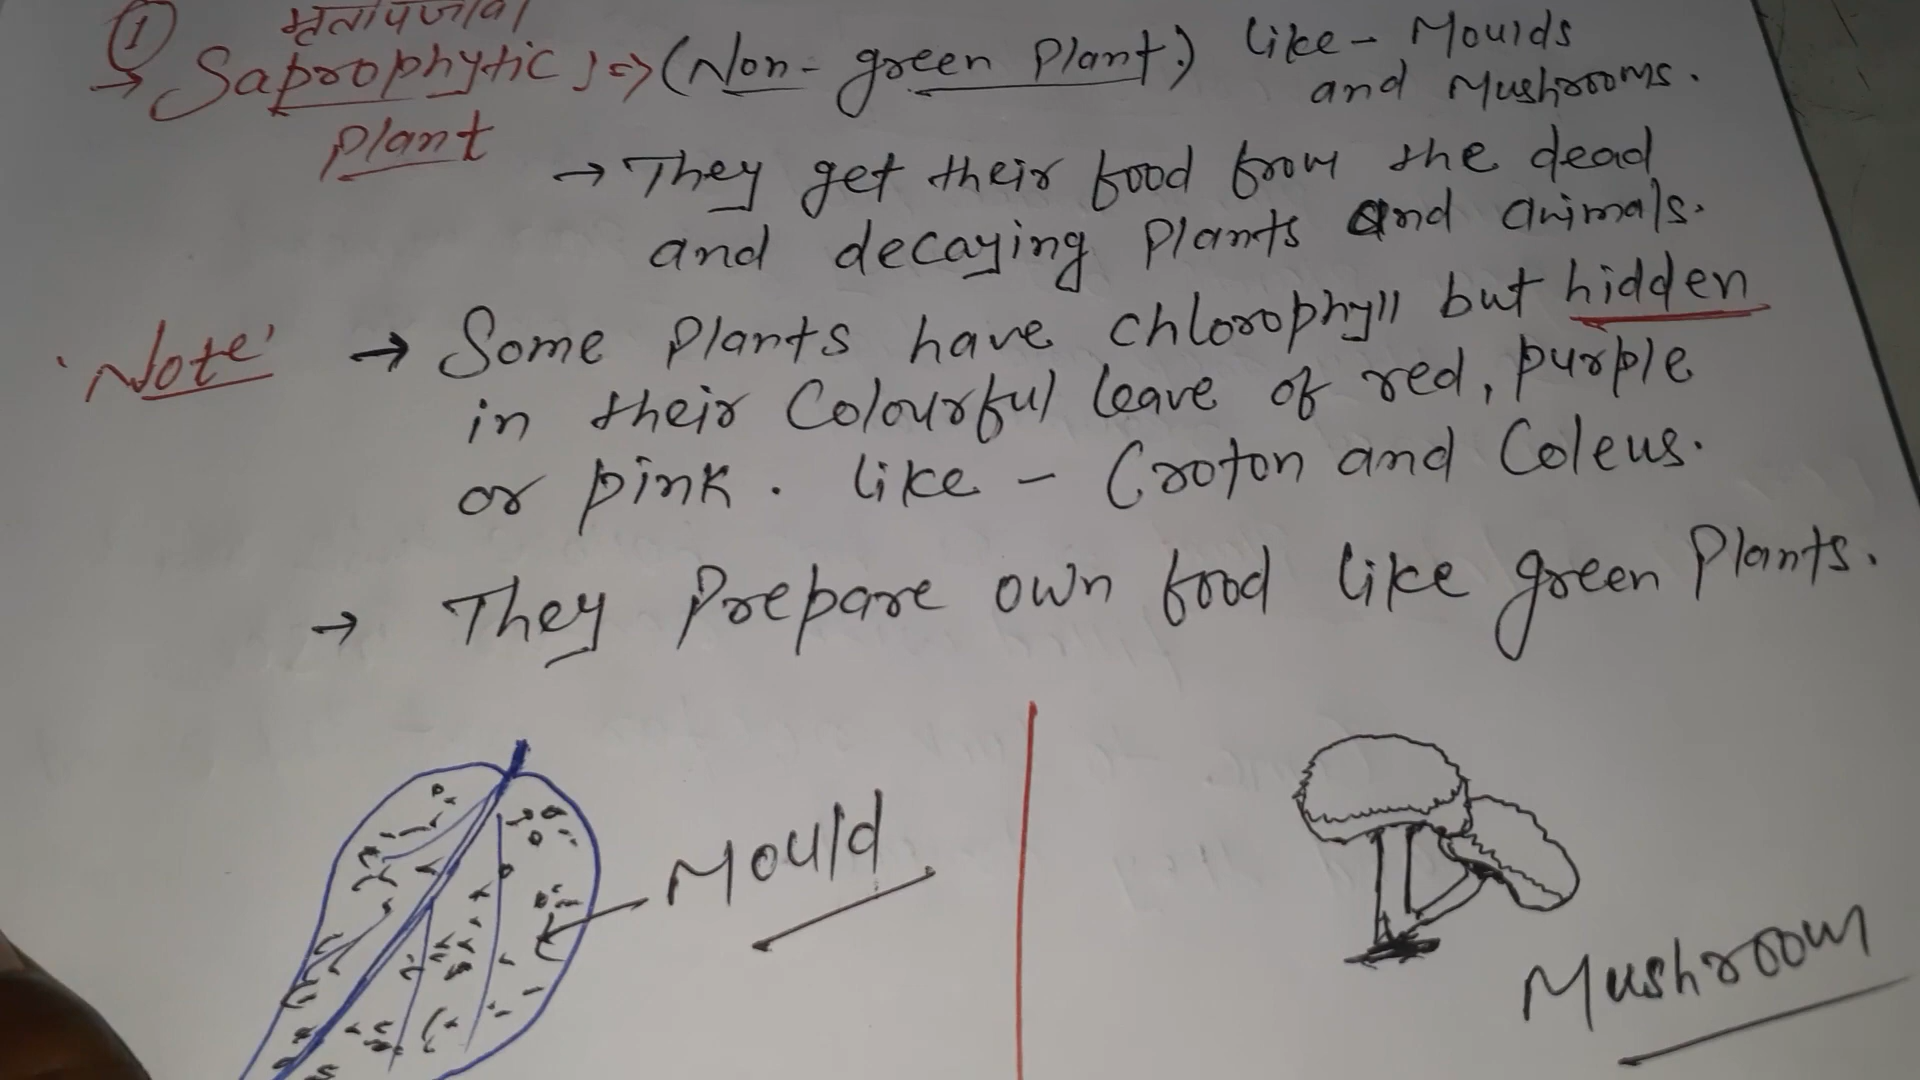 ①
मृतोपजीवी
→ Saprophytic ⇒ (Non-green Plant.) like - Moulds
and Mushrooms.
Plant
→ They get their food from the dead
and decaying Plants and animals.
'Note' → Some Plants have chlorophyll but hidden
in their Colourful leave of red, purple
or pink. like - Croton and Coleus.
→ They Prepare own food like green Plants.
Mould
Mushroom